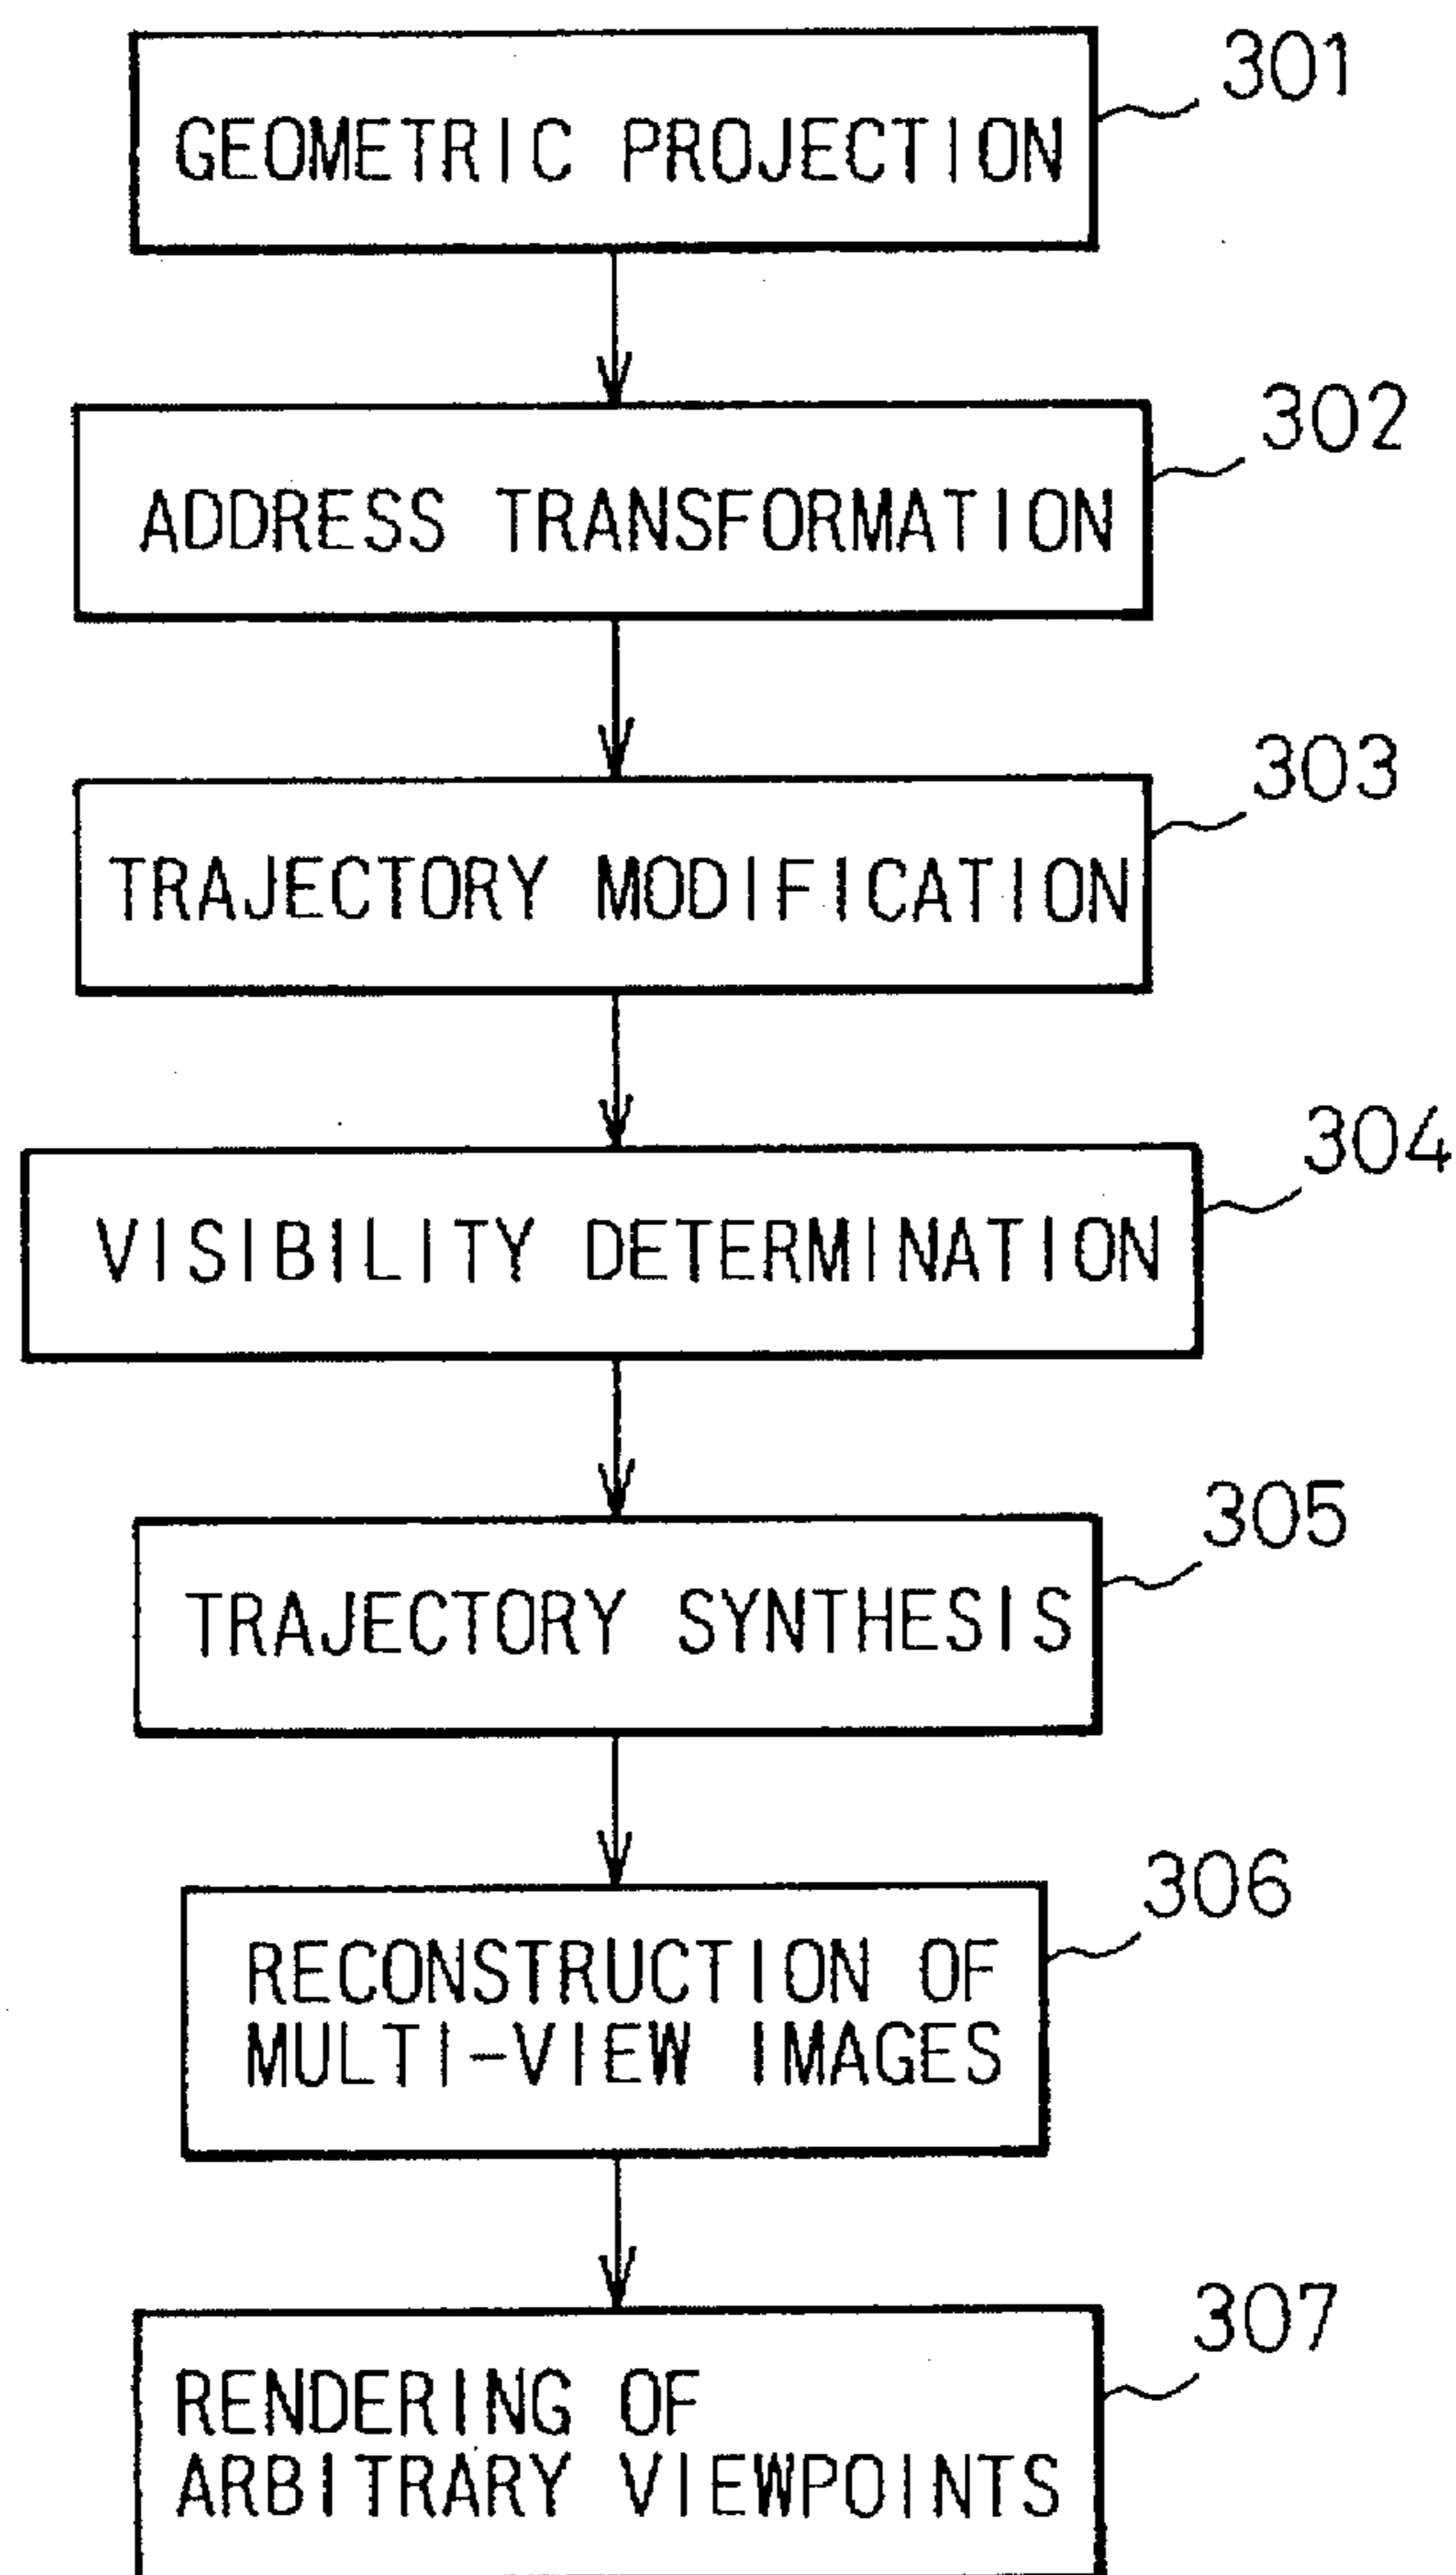 301
GEOMETRIC PROJECTION
302
ADDRESS TRANSFORMATION
303
TRAJECTORY MODIFICATION
304
VISIBILITY DETERMINATION
305
TRAJECTORY SYNTHESIS
306
RECONSTRUCTION OF
MULTI-VIEW IMAGES
307
RENDERING OF
ARBITRARY VIEWPOINTS